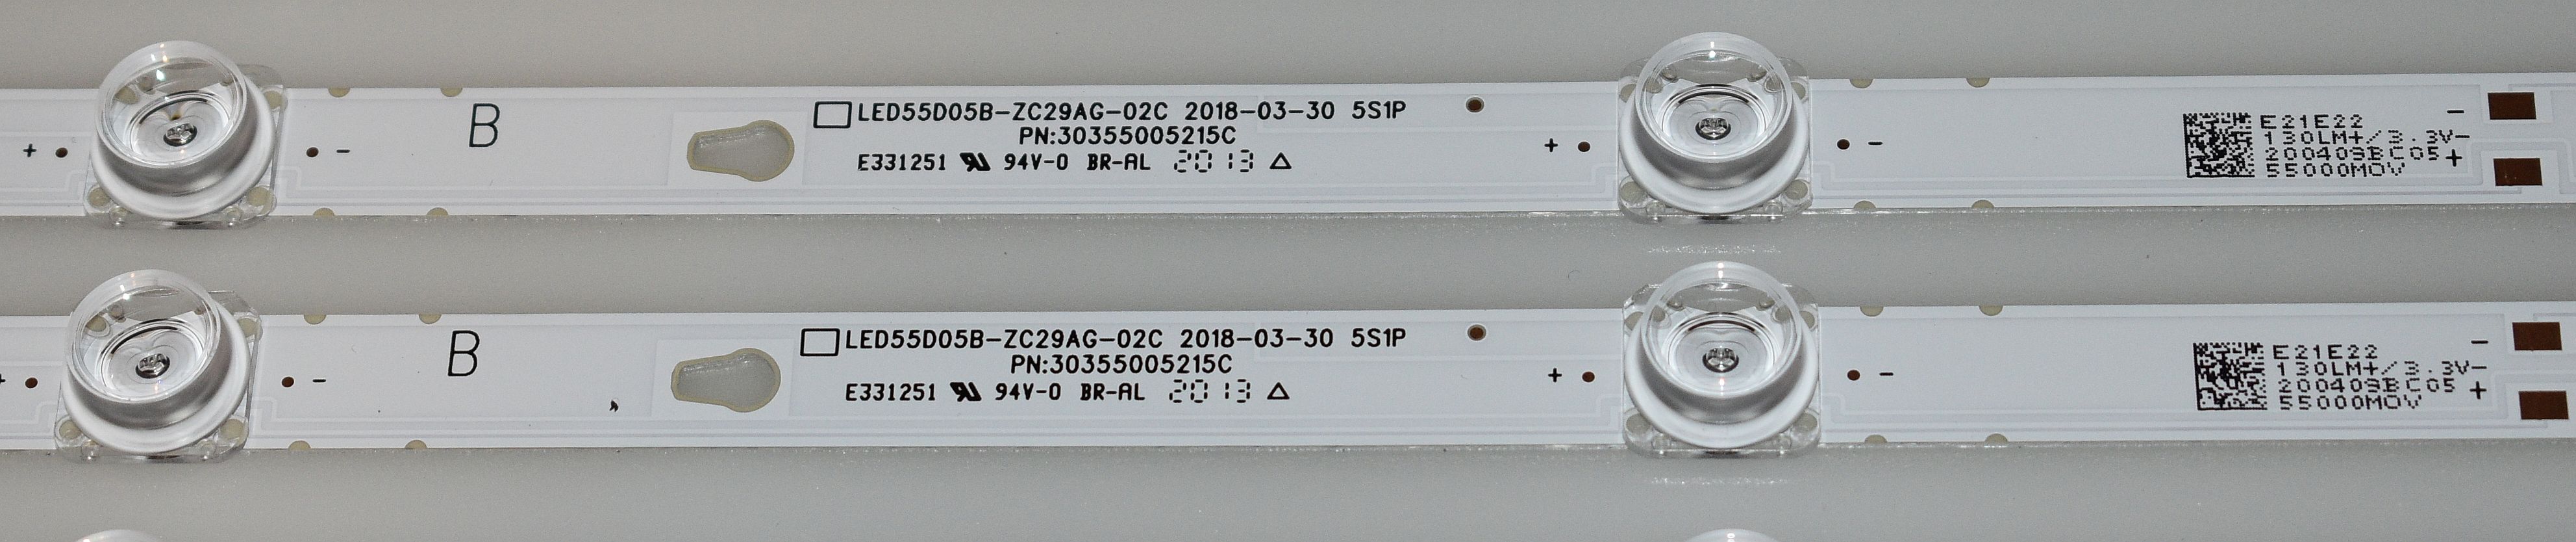 B
LED55D05B-ZC29AG-02C 2018-03-30 5S1P
PN:30355005215C
E331251 94V-0 BR-AL 2013
+ -
+ -
E21E22
130LM+/3.3V-
200409BC05
55000MOV
-
+
B
LED55D05B-ZC29AG-02C 2018-03-30 5S1P
PN:30355005215C
E331251 94V-0 BR-AL 2013
+ -
+ -
E21E22
130LM+/3.3V-
200409BC05
55000MOV
-
+